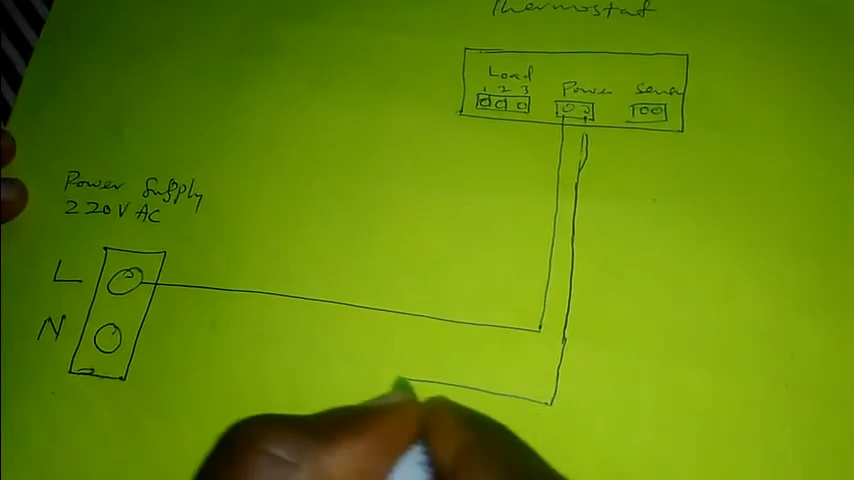 Thermostat
Load
1 2 3
Power
Sensor
Power Supply
220V AC
L
N